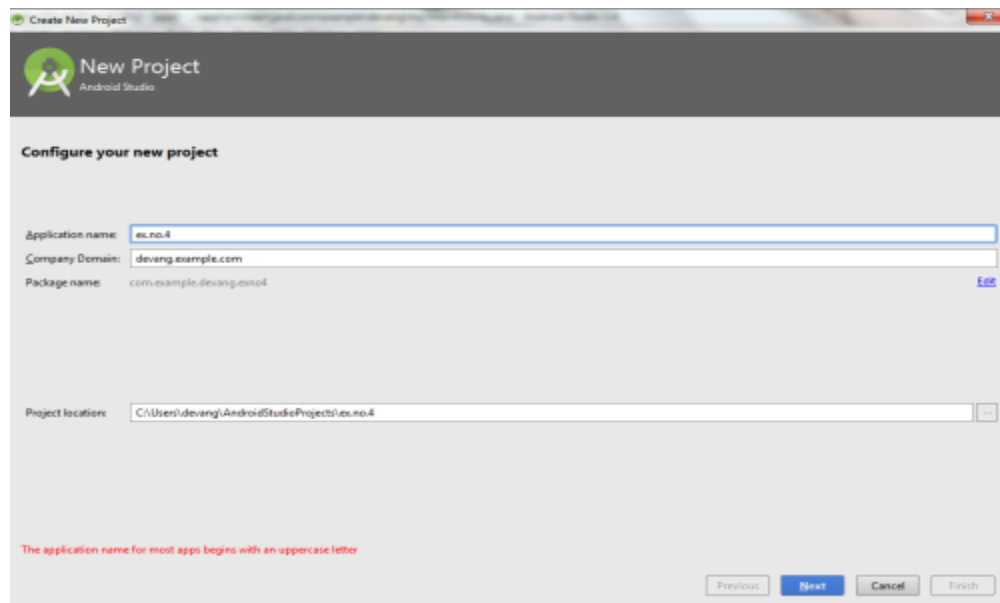 Create New Project
New Project
Android Studio
Configure your new project
Application name: ex.no.4
Company Domain: devang.example.com
Package name: com.example.devang.exno4 Edit
Project location: C:\Users\devang\AndroidStudioProjects\ex.no.4 ...
The application name for most apps begins with an uppercase letter
Previous Next Cancel Finish